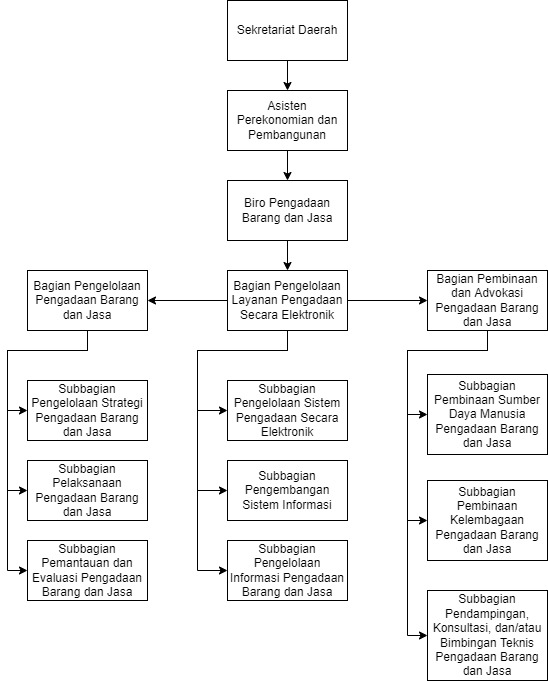 Sekretariat Daerah
Asisten
Perekonomian dan
Pembangunan
Biro Pengadaan
Barang dan Jasa
Bagian Pengelolaan
Pengadaan Barang
dan Jasa
Bagian Pengelolaan
Layanan Pengadaan
Secara Elektronik
Bagian Pembinaan
dan Advokasi
Pengadaan Barang
dan Jasa
Subbagian
Pengelolaan Strategi
Pengadaan Barang
dan Jasa
Subbagian
Pelaksanaan
Pengadaan Barang
dan Jasa
Subbagian
Pemantauan dan
Evaluasi Pengadaan
Barang dan Jasa
Subbagian
Pengelolaan Sistem
Pengadaan Secara
Elektronik
Subbagian
Pengembangan
Sistem Informasi
Subbagian
Pengelolaan
Informasi Pengadaan
Barang dan Jasa
Subbagian
Pembinaan Sumber
Daya Manusia
Pengadaan Barang
dan Jasa
Subbagian
Pembinaan
Kelembagaan
Pengadaan Barang
dan Jasa
Subbagian
Pendampingan,
Konsultasi, dan/atau
Bimbingan Teknis
Pengadaan Barang
dan Jasa